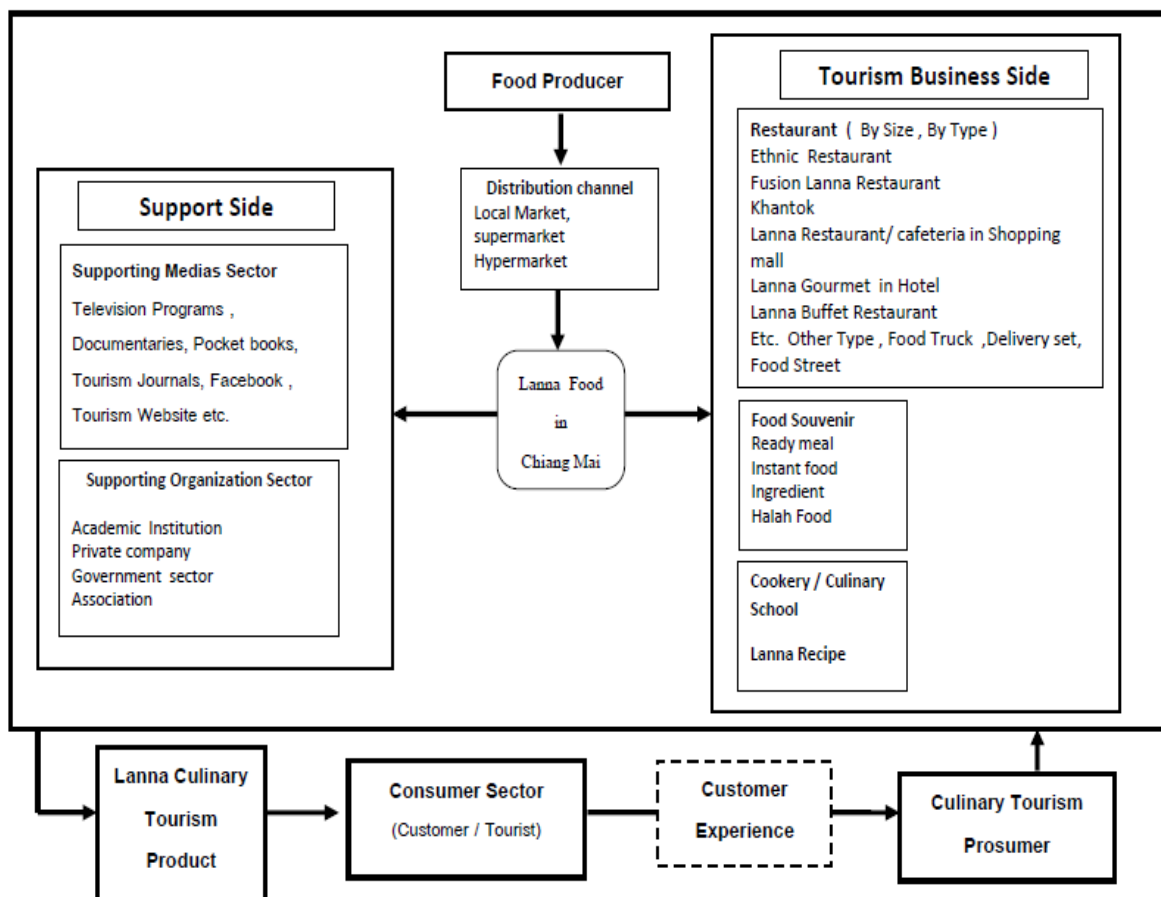 Food Producer
Distribution channel
Local Market,
supermarket
Hypermarket
Support Side
Supporting Medias Sector
Television Programs ,
Documentaries, Pocket books,
Tourism Journals, Facebook ,
Tourism Website etc.
Supporting Organization Sector
Academic Institution
Private company
Government sector
Association
Lanna Food
in
Chiang Mai
Tourism Business Side
Restaurant ( By Size , By Type )
Ethnic Restaurant
Fusion Lanna Restaurant
Khantok
Lanna Restaurant/ cafeteria in Shopping
mall
Lanna Gourmet in Hotel
Lanna Buffet Restaurant
Etc. Other Type , Food Truck ,Delivery set,
Food Street
Food Souvenir
Ready meal
Instant food
Ingredient
Halah Food
Cookery / Culinary
School
Lanna Recipe
Lanna Culinary
Tourism
Product
Consumer Sector
(Customer / Tourist)
Customer
Experience
Culinary Tourism
Prosumer